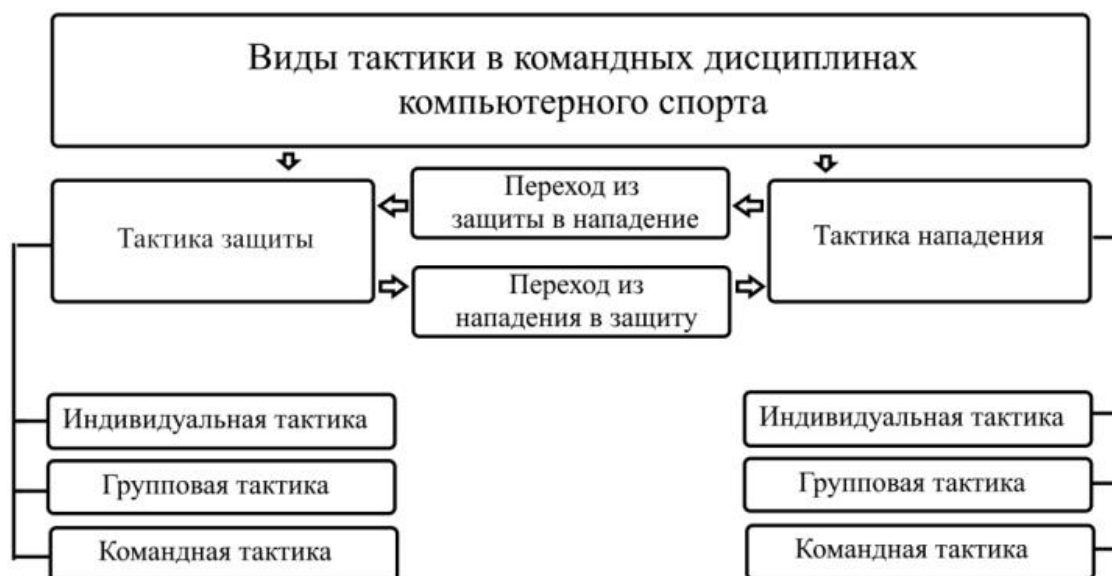 Виды тактики в командных дисциплинах
компьютерного спорта
Тактика защиты
Переход из
защиты в нападение
Тактика нападения
Переход из
нападения в защиту
Индивидуальная тактика
Групповая тактика
Командная тактика
Индивидуальная тактика
Групповая тактика
Командная тактика